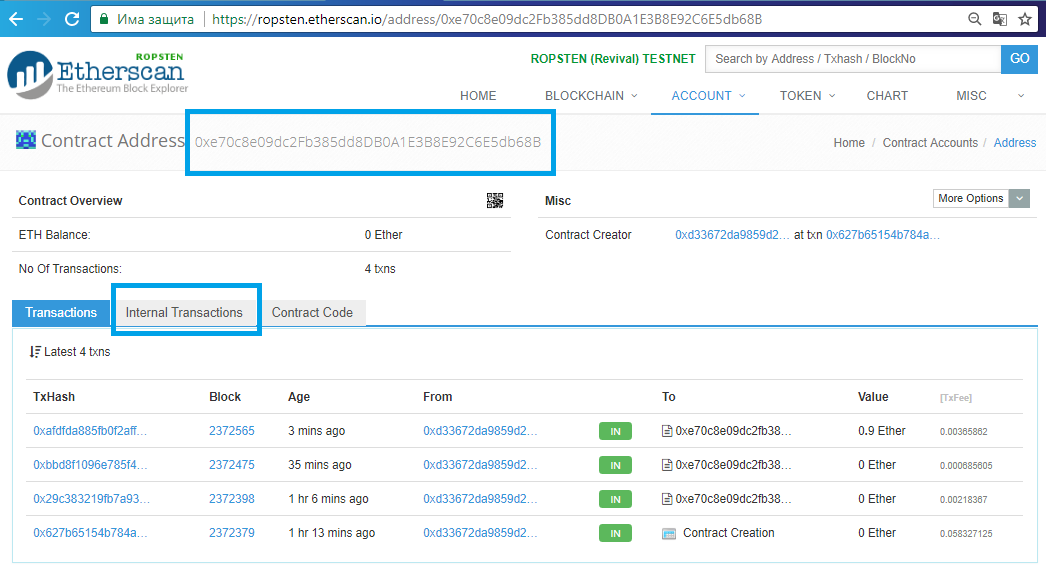 Има защита https://ropsten.etherscan.io/address/0xe70c8e09dc2Fb385dd8DB0A1E3B8E92C6E5db68B
ROPSTEN
Etherscan
The Ethereum Block Explorer
ROPSTEN (Revival) TESTNET Search by Address / Txhash / BlockNo GO
HOME BLOCKCHAIN ACCOUNT TOKEN CHART MISC
Contract Address 0xe70c8e09dc2Fb385dd8DB0A1E3B8E92C6E5db68B Home / Contract Accounts / Address
Contract Overview Misc More Options
ETH Balance: 0 Ether Contract Creator 0xd33672da9859d2... at txn 0x627b65154b784a...
No Of Transactions: 4 txns
Transactions Internal Transactions Contract Code
Latest 4 txns
TxHash Block Age From To Value [TxFee]
0xafdfda885fb0f2aff... 2372565 3 mins ago 0xd33672da9859d2... IN 0xe70c8e09dc2fb38... 0.9 Ether 0.00365862
0xbbd8f1096e785f4... 2372475 35 mins ago 0xd33672da9859d2... IN 0xe70c8e09dc2fb38... 0 Ether 0.000685605
0x29c383219fb7a93... 2372398 1 hr 6 mins ago 0xd33672da9859d2... IN 0xe70c8e09dc2fb38... 0 Ether 0.00218367
0x627b65154b784a... 2372379 1 hr 13 mins ago 0xd33672da9859d2... IN Contract Creation 0 Ether 0.058327125